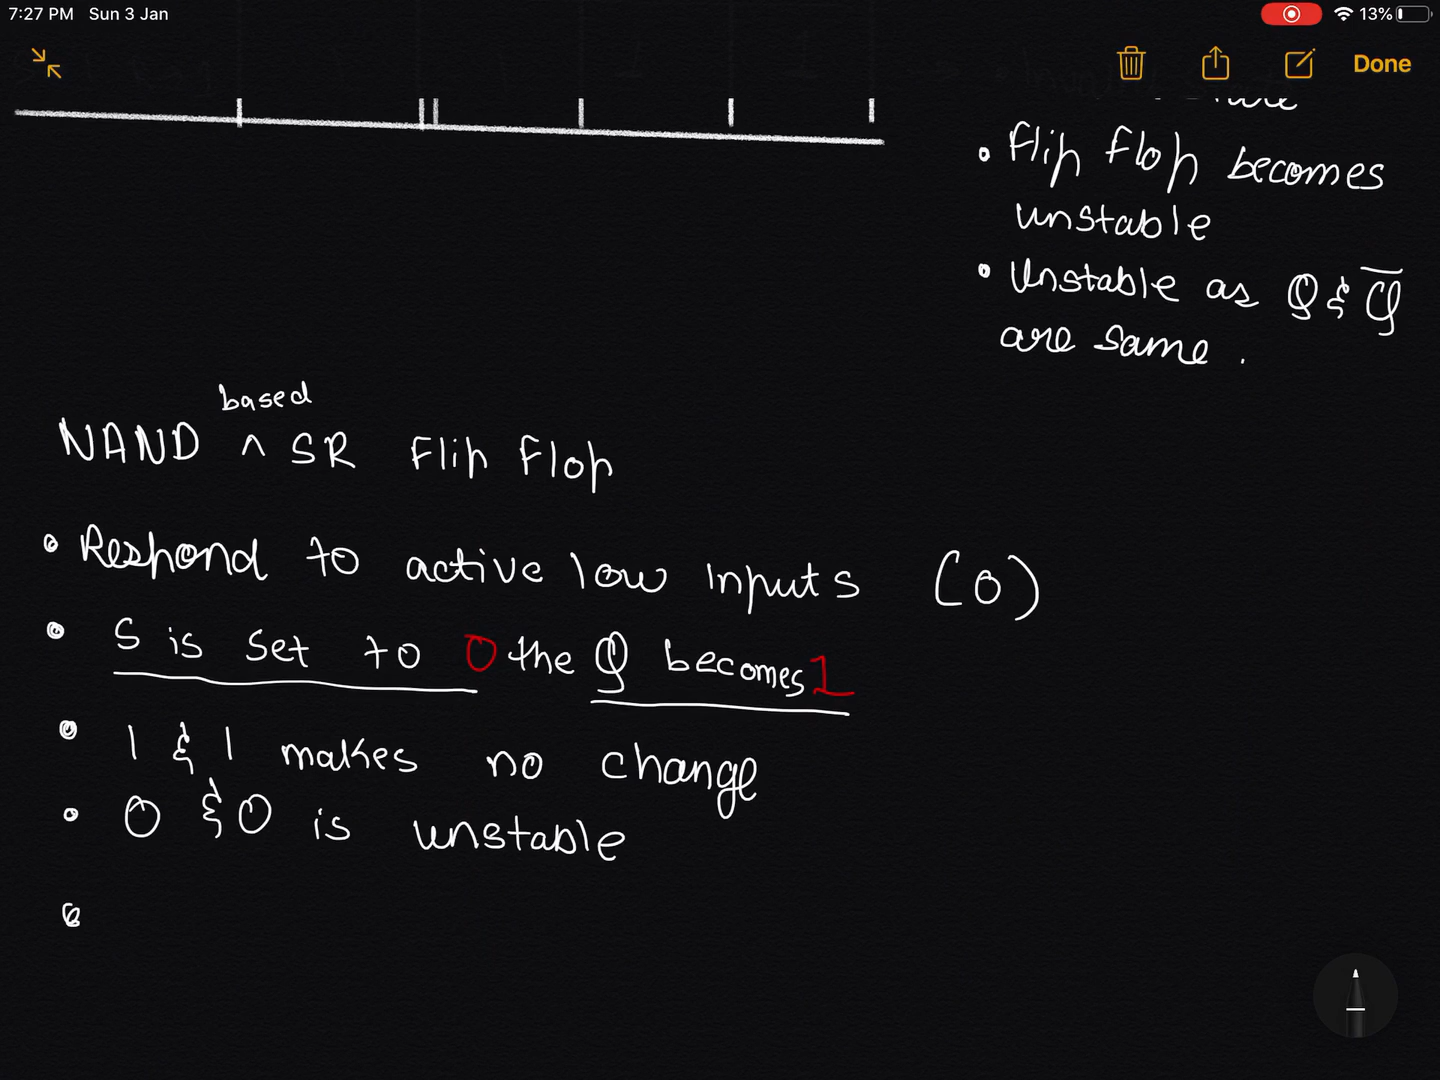 7:27 PM Sun 3 Jan
13%
Done
• Flip Flop becomes
unstable
• Unstable as Q & Q̅
are same.
based
NAND ^ SR Flip Flop
• Respond to active low inputs (0)
• S is set to 0 the Q becomes 1
• 1 & 1 makes no change
• 0 & 0 is unstable
•